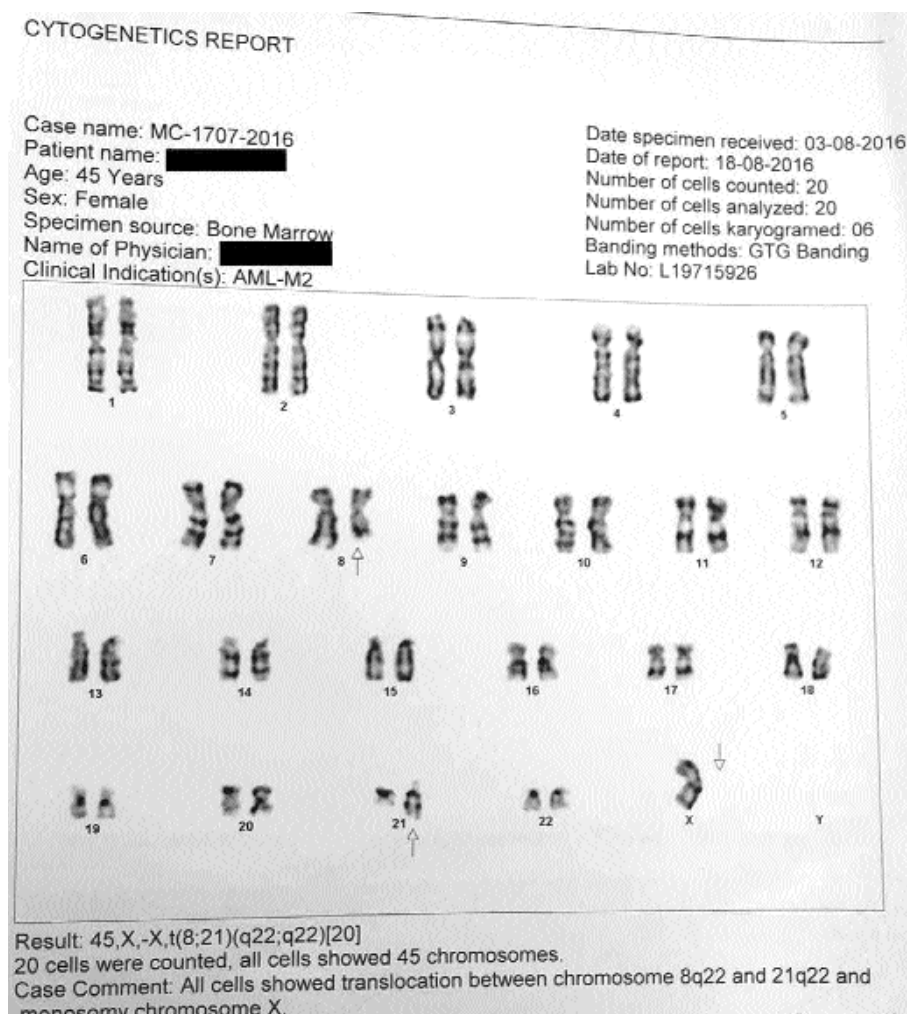 CYTOGENETICS REPORT
Case name: MC-1707-2016
Patient name:
Age: 45 Years
Sex: Female
Specimen source: Bone Marrow
Name of Physician:
Clinical Indication(s): AML-M2
Date specimen received: 03-08-2016
Date of report: 18-08-2016
Number of cells counted: 20
Number of cells analyzed: 20
Number of cells karyogramed: 06
Banding methods: GTG Banding
Lab No: L19715926
1 2 3 4 5
6 7 8 9 10 11 12
13 14 15 16 17 18
19 20 21 22 X Y
Result: 45,X,-X,t(8;21)(q22;q22)[20]
20 cells were counted, all cells showed 45 chromosomes.
Case Comment: All cells showed translocation between chromosome 8q22 and 21q22 and
monosomy chromosome X.